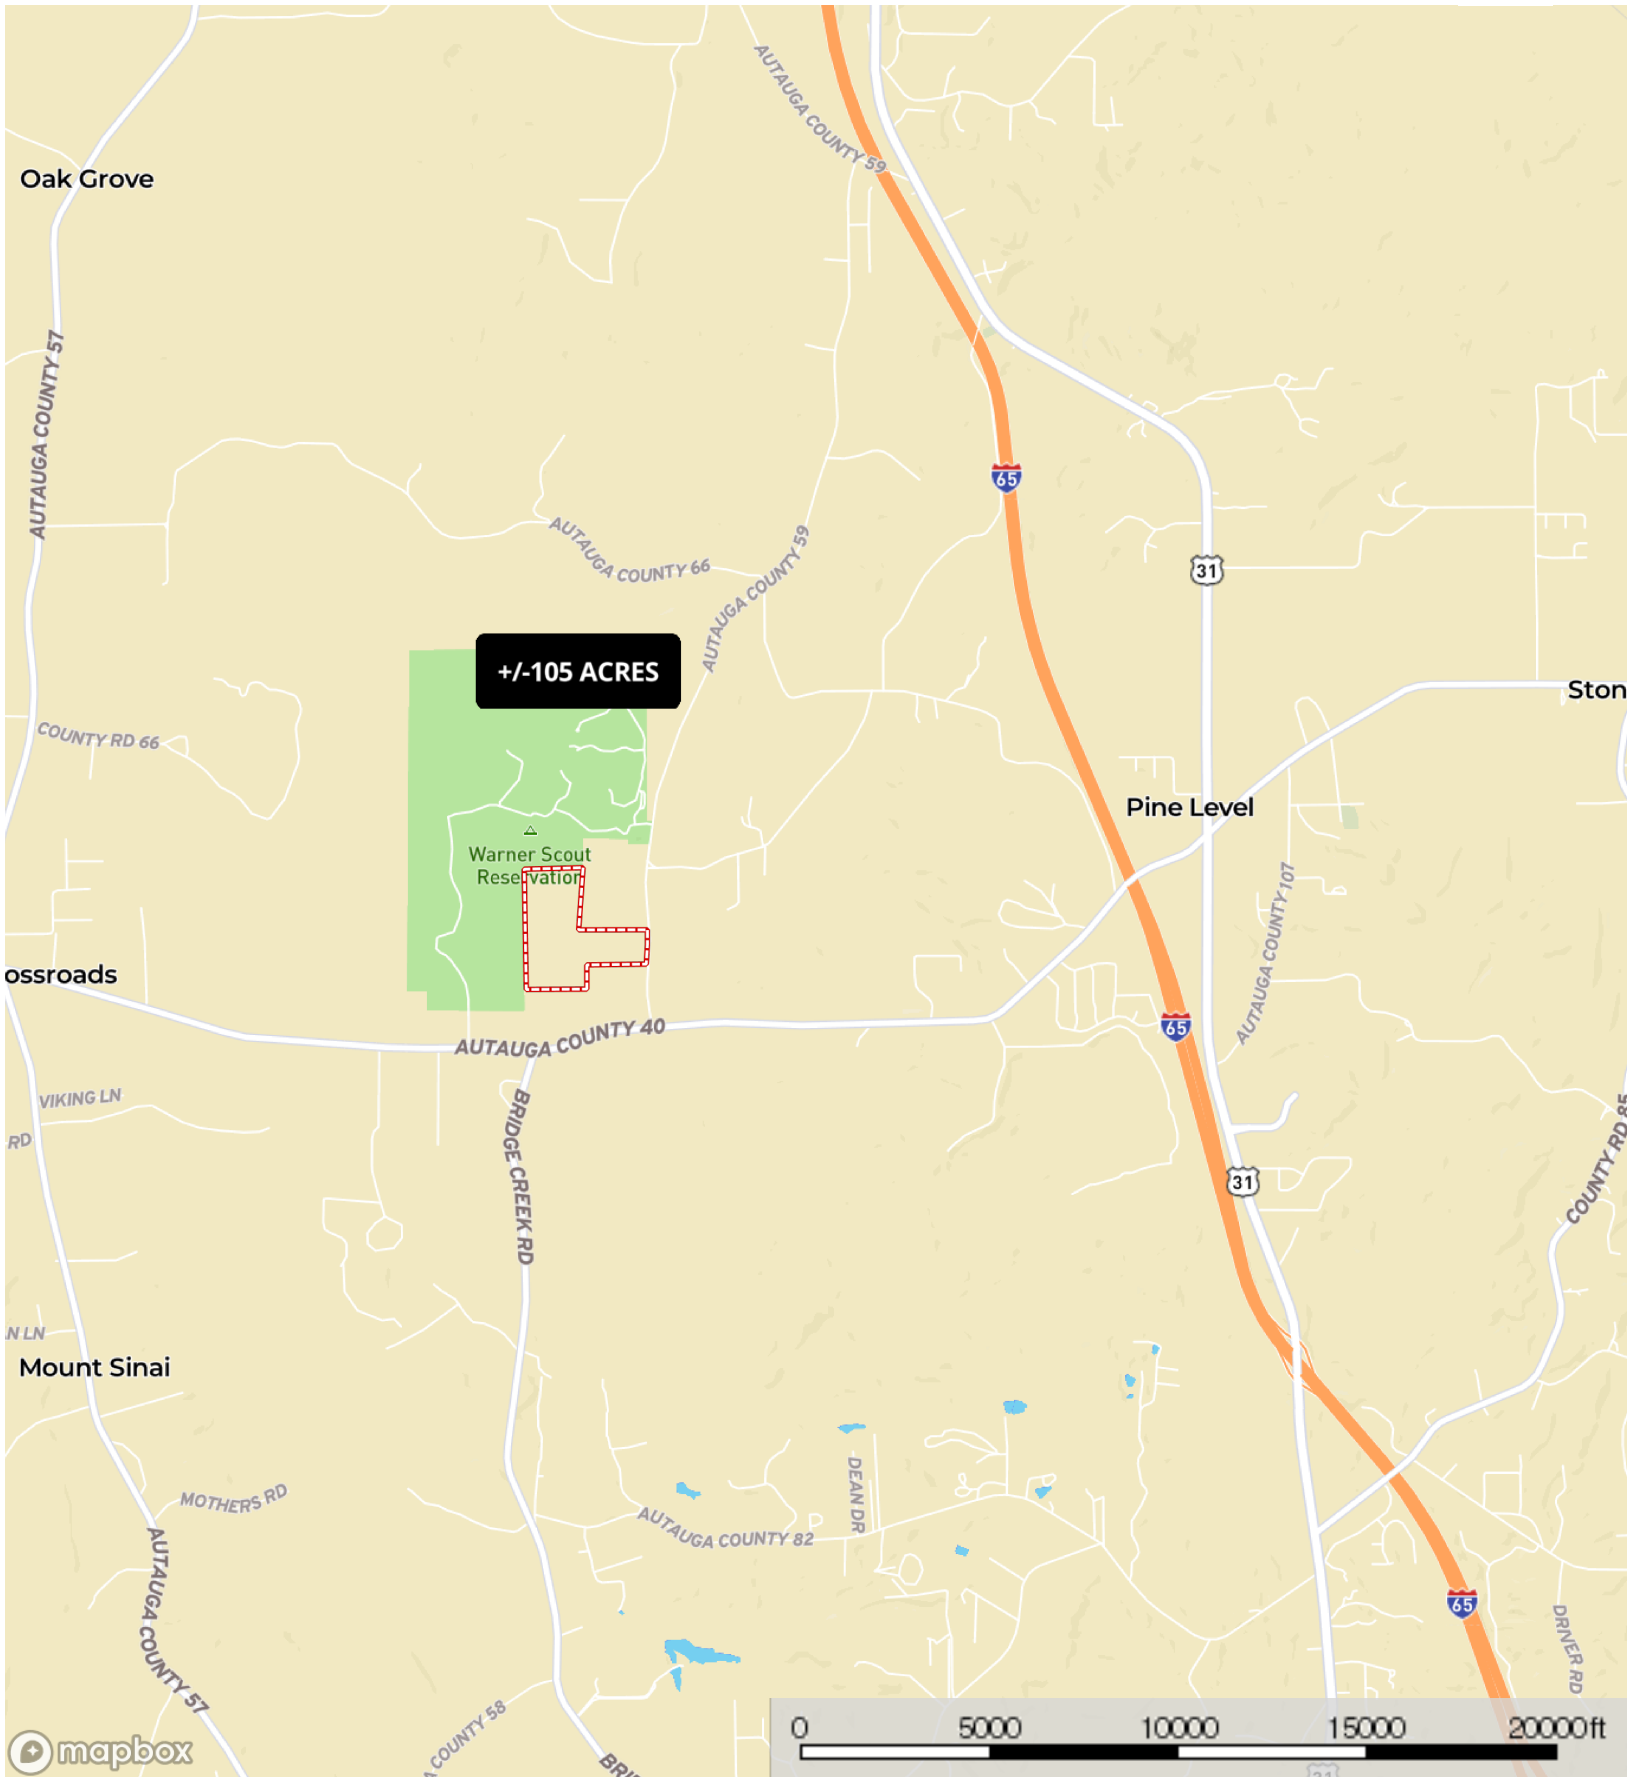 AUTAUGA COUNTY 59
Oak Grove
AUTAUGA COUNTY 57
65
AUTAUGA COUNTY 66
AUTAUGA COUNTY 59
31
+/-105 ACRES
Ston
COUNTY RD 66
Pine Level
Warner Scout
Reservation
AUTAUGA COUNTY 107
ossroads
65
AUTAUGA COUNTY 40
VIKING LN
BRIDGE CREEK RD
RD
COUNTY RD 85
31
N LN
Mount Sinai
MOTHERS RD
DEAN DR
AUTAUGA COUNTY 82
AUTAUGA COUNTY 57
65
DRIVER RD
A COUNTY 58
BRI
0 5000 10000 15000 20000ft
mapbox
31